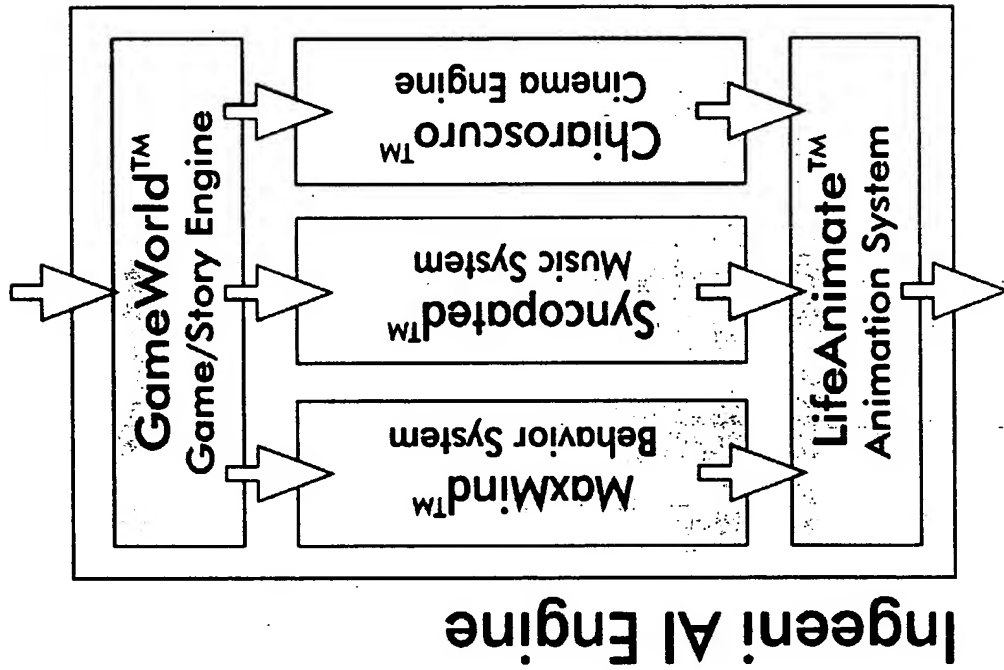 Ingeeni AI Engine
GameWorld™
Game/Story Engine
MaxMind™
Behavior System
Syncopated™
Music System
Chiaroscuro™
Cinema Engine
LifeAnimate™
Animation System